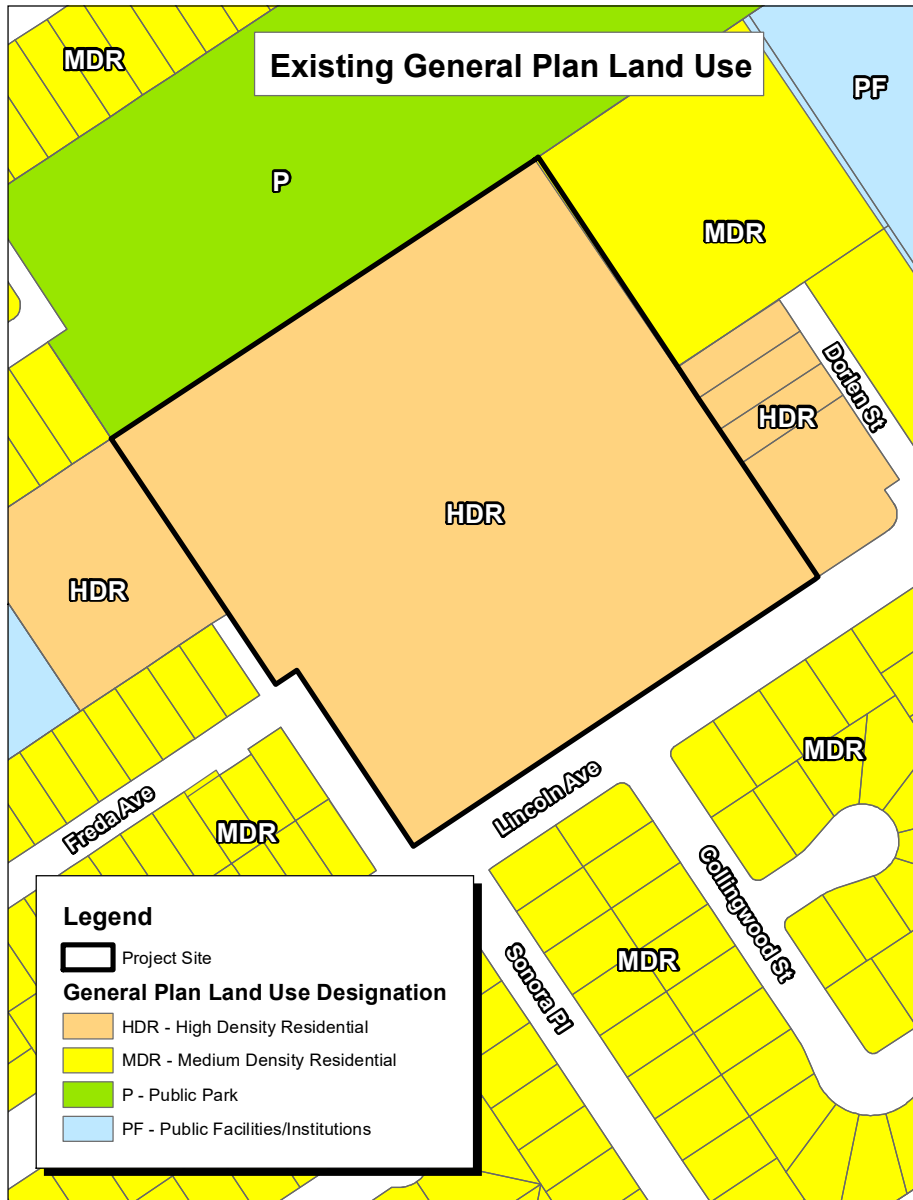 MDR
Existing General Plan Land Use
PF
P
MDR
Dorlen St
HDR
HDR
HDR
MDR
Lincoln Ave
Freda Ave
MDR
Collingwood St
Sonora Pl
MDR
Legend
Project Site
General Plan Land Use Designation
HDR - High Density Residential
MDR - Medium Density Residential
P - Public Park
PF - Public Facilities/Institutions